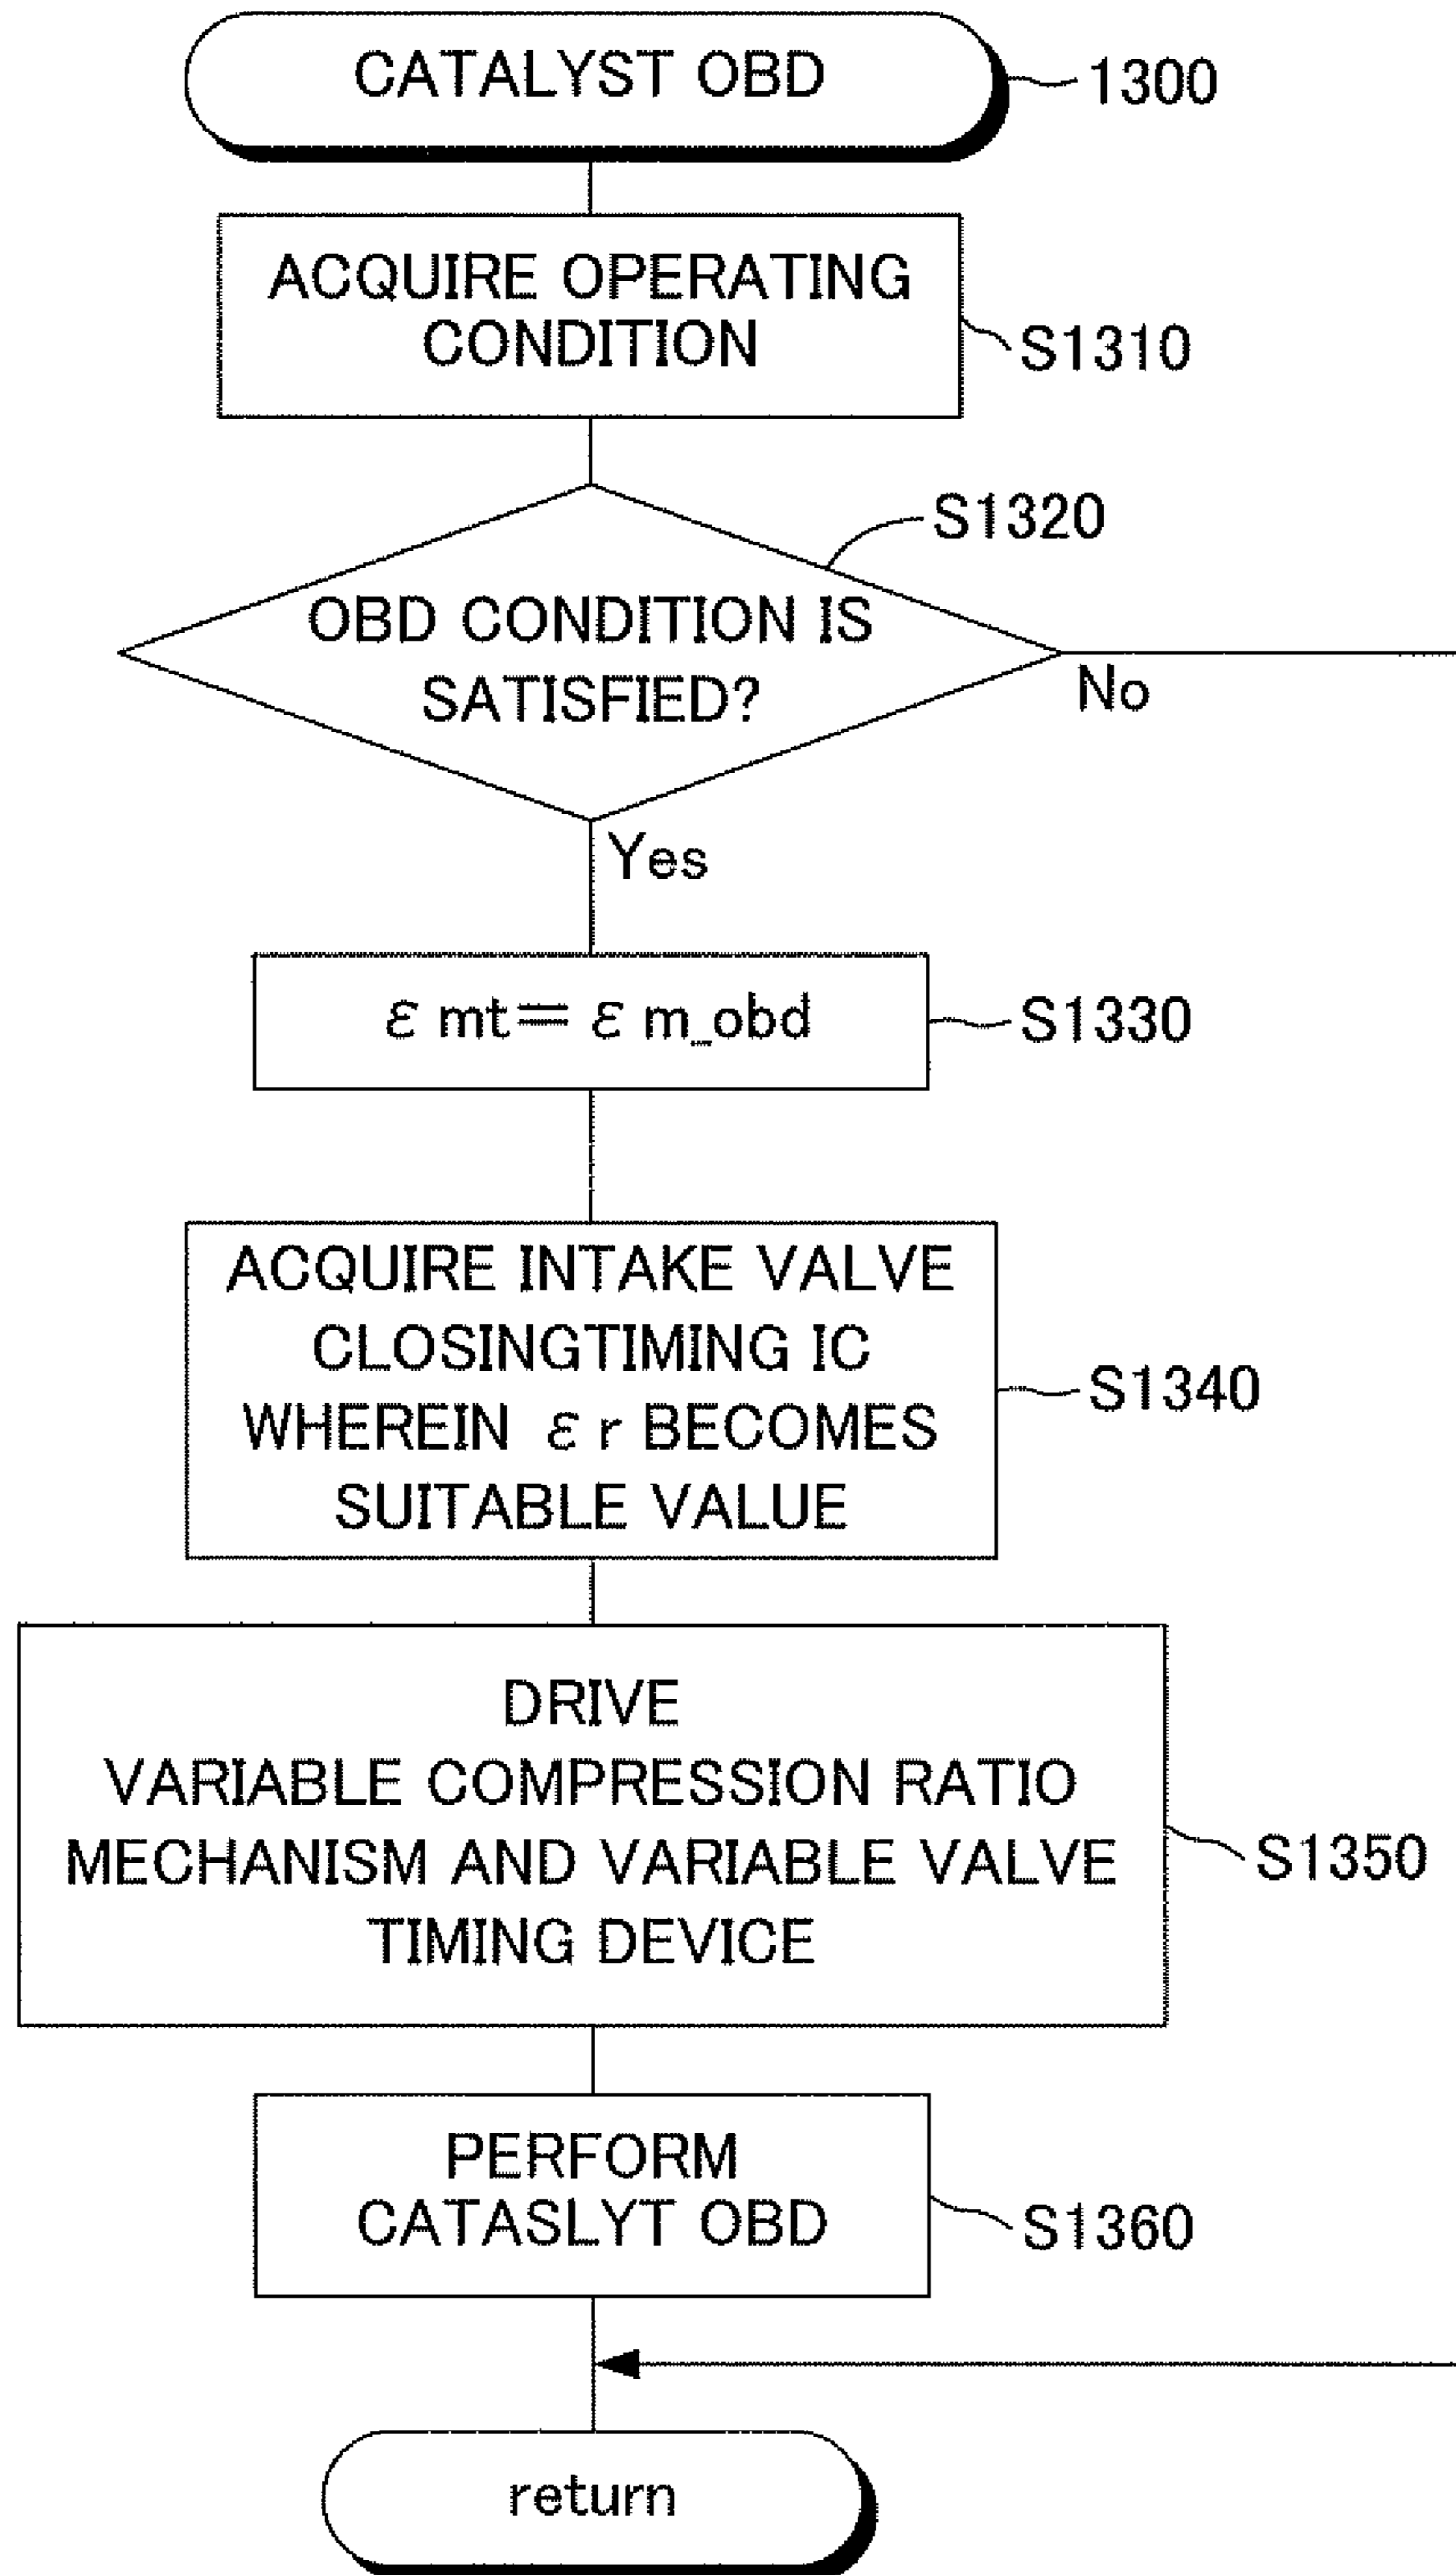 CATALYST OBD
1300
ACQUIRE OPERATING
CONDITION
S1310
S1320
OBD CONDITION IS
SATISFIED?
No
Yes
ε mt＝ε m_obd
S1330
ACQUIRE INTAKE VALVE
CLOSINGTIMING IC
WHEREIN ε r BECOMES
SUITABLE VALUE
S1340
DRIVE
VARIABLE COMPRESSION RATIO
MECHANISM AND VARIABLE VALVE
TIMING DEVICE
S1350
PERFORM
CATASLYT OBD
S1360
return